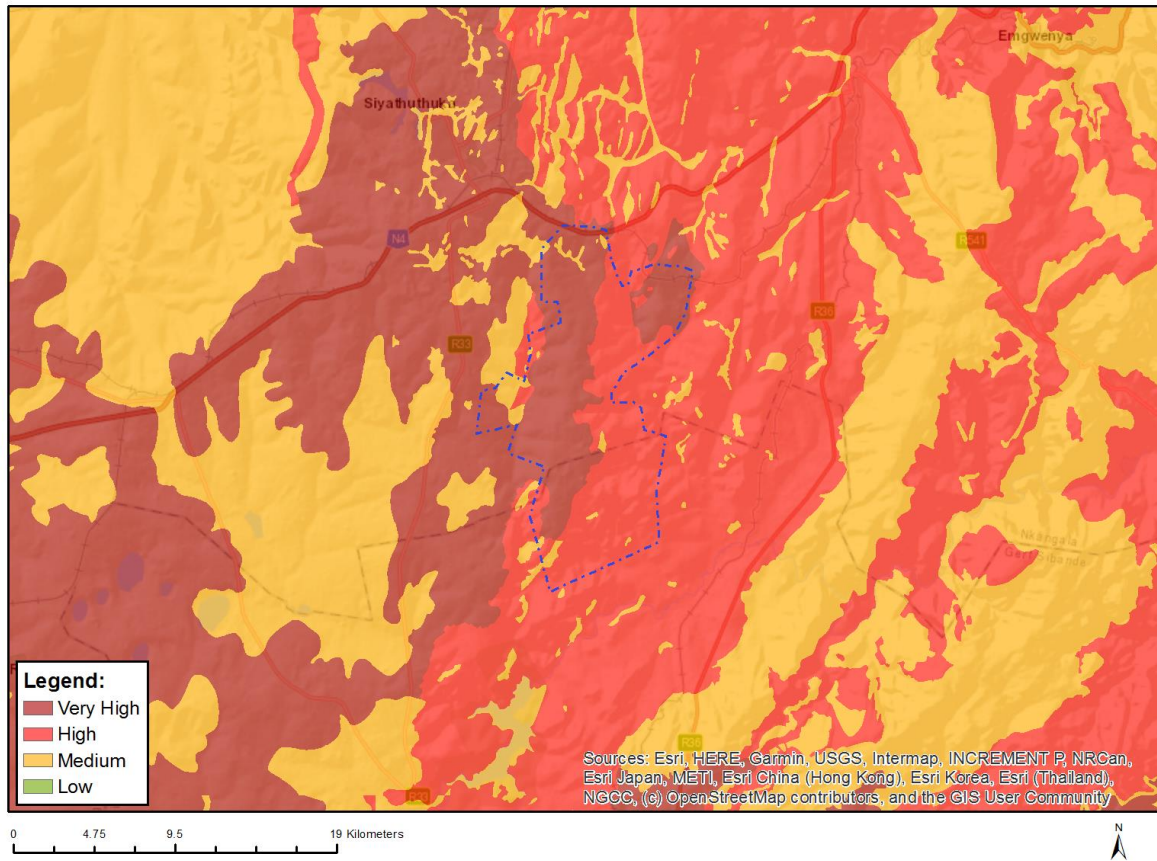 Emgwenya
Siyathuthuka
N4
R541
R36
R33
Nkangala
Gert Sibande
R36
R33
Legend:
Very High
High
Medium
Low
Sources: Esri, HERE, Garmin, USGS, Intermap, INCREMENT P, NRCan,
Esri Japan, METI, Esri China (Hong Kong), Esri Korea, Esri (Thailand),
NGCC, (c) OpenStreetMap contributors, and the GIS User Community
0 4.75 9.5 19 Kilometers
N